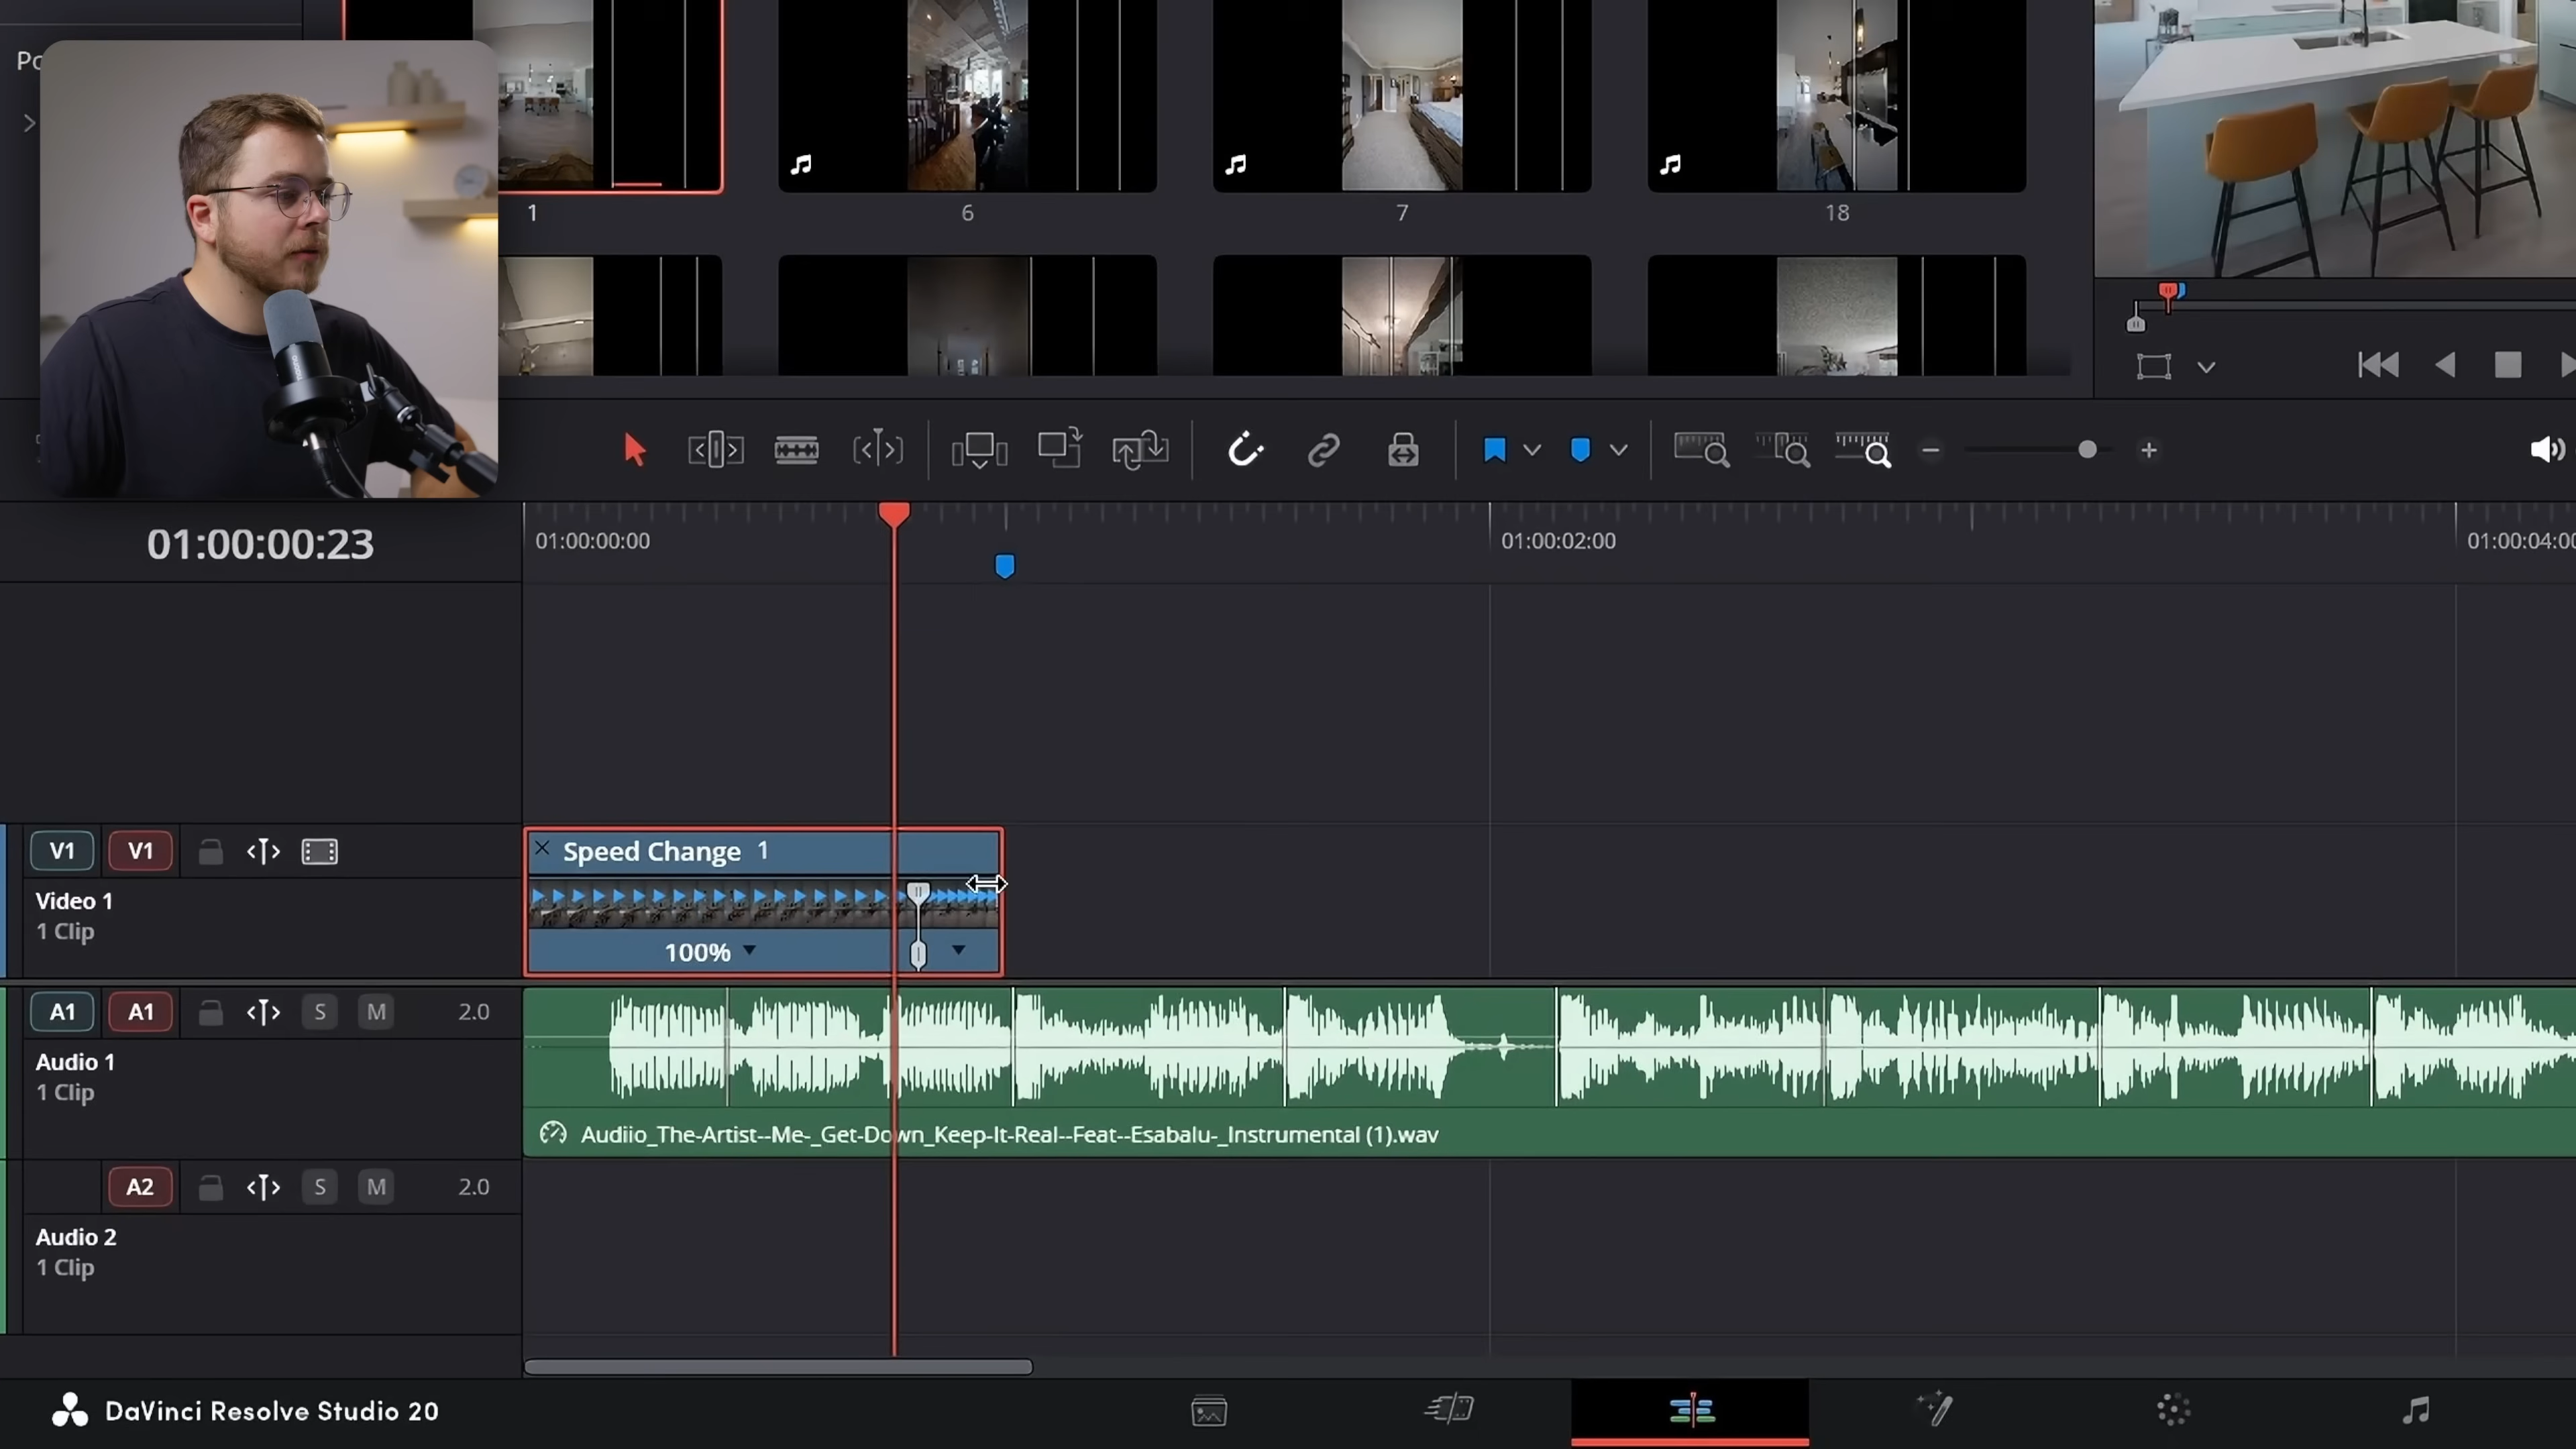 Po
1
6
7
18
01:00:00:23
01:00:00:00
01:00:02:00
01:00:04:00
V1
V1
Speed Change 1
Video 1
1 Clip
100%
A1
A1
S
M
2.0
Audio 1
1 Clip
Audiio_The-Artist--Me-_Get-Down_Keep-It-Real--Feat--Esabalu-_Instrumental (1).wav
A2
S
M
2.0
Audio 2
1 Clip
DaVinci Resolve Studio 20